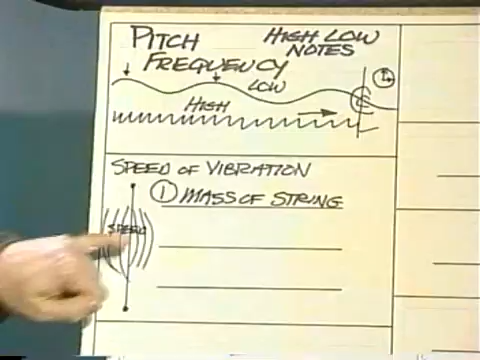 PITCH
HIGH LOW
NOTES
FREQUENCY
LOW
HIGH
SPEED OF VIBRATION
① MASS OF STRING
SPEED